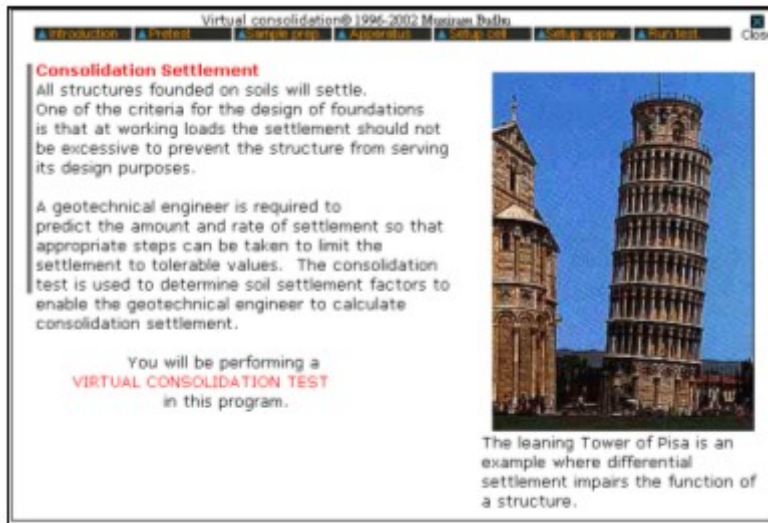 Virtual consolidation© 1996-2002 Muniram Budhu
Introduction Pretest Sample prep. Apparatus Setup cell Setup appar. Run test Close
Consolidation Settlement
All structures founded on soils will settle.
One of the criteria for the design of foundations
is that at working loads the settlement should not
be excessive to prevent the structure from serving
its design purposes.
A geotechnical engineer is required to
predict the amount and rate of settlement so that
appropriate steps can be taken to limit the
settlement to tolerable values. The consolidation
test is used to determine soil settlement factors to
enable the geotechnical engineer to calculate
consolidation settlement.
You will be performing a
VIRTUAL CONSOLIDATION TEST
in this program.
The leaning Tower of Pisa is an
example where differential
settlement impairs the function of
a structure.